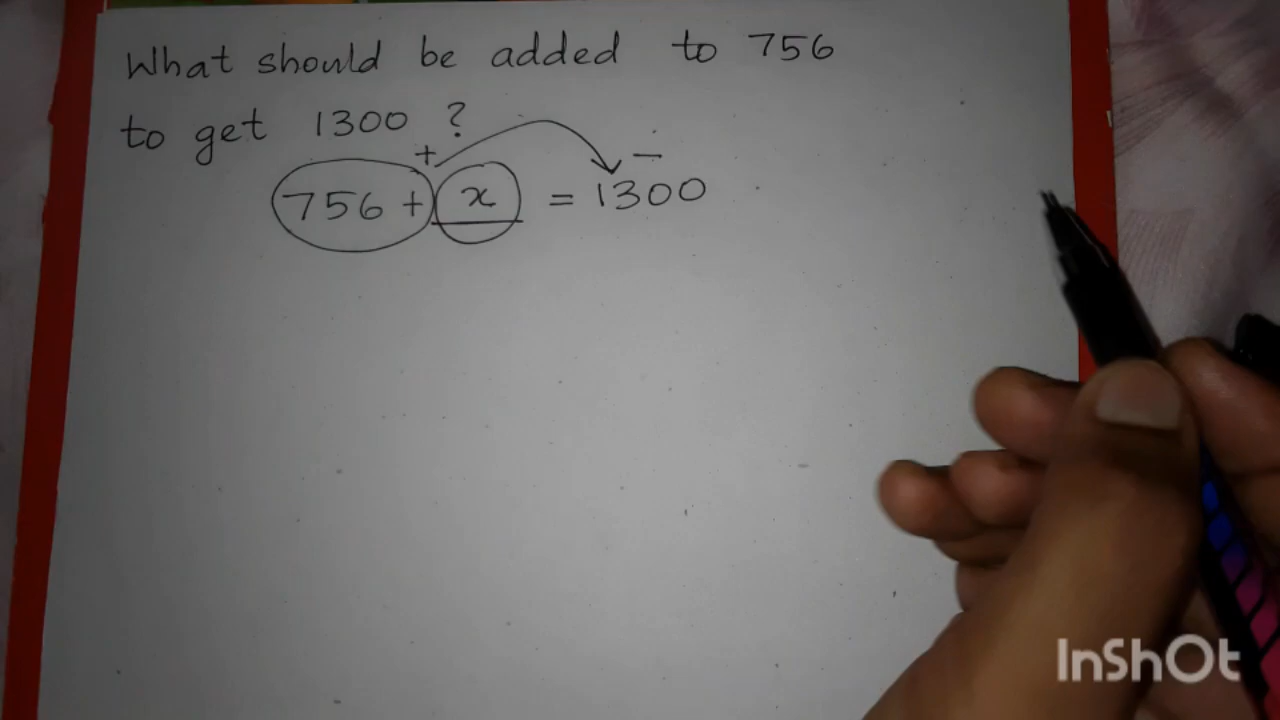 What should be added to 756
to get 1300 ?
+ −
756 + x = 1300
InShOt